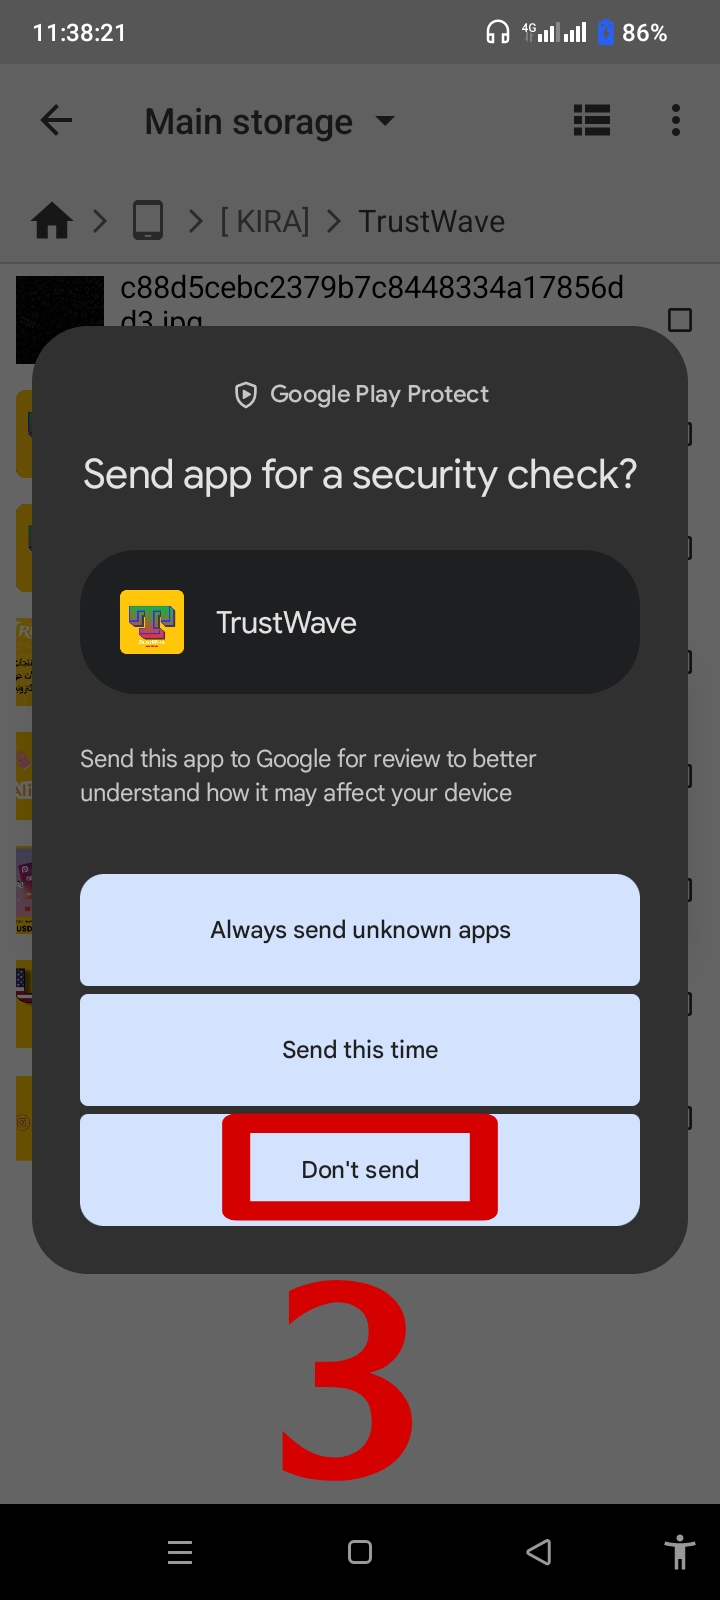 11:38:21
4G
86%
Main storage
[ KIRA]
TrustWave
c88d5cebc2379b7c8448334a17856d
d3.jpg
Google Play Protect
Send app for a security check?
TrustWave
Send this app to Google for review to better
understand how it may affect your device
Always send unknown apps
Send this time
Don't send
3